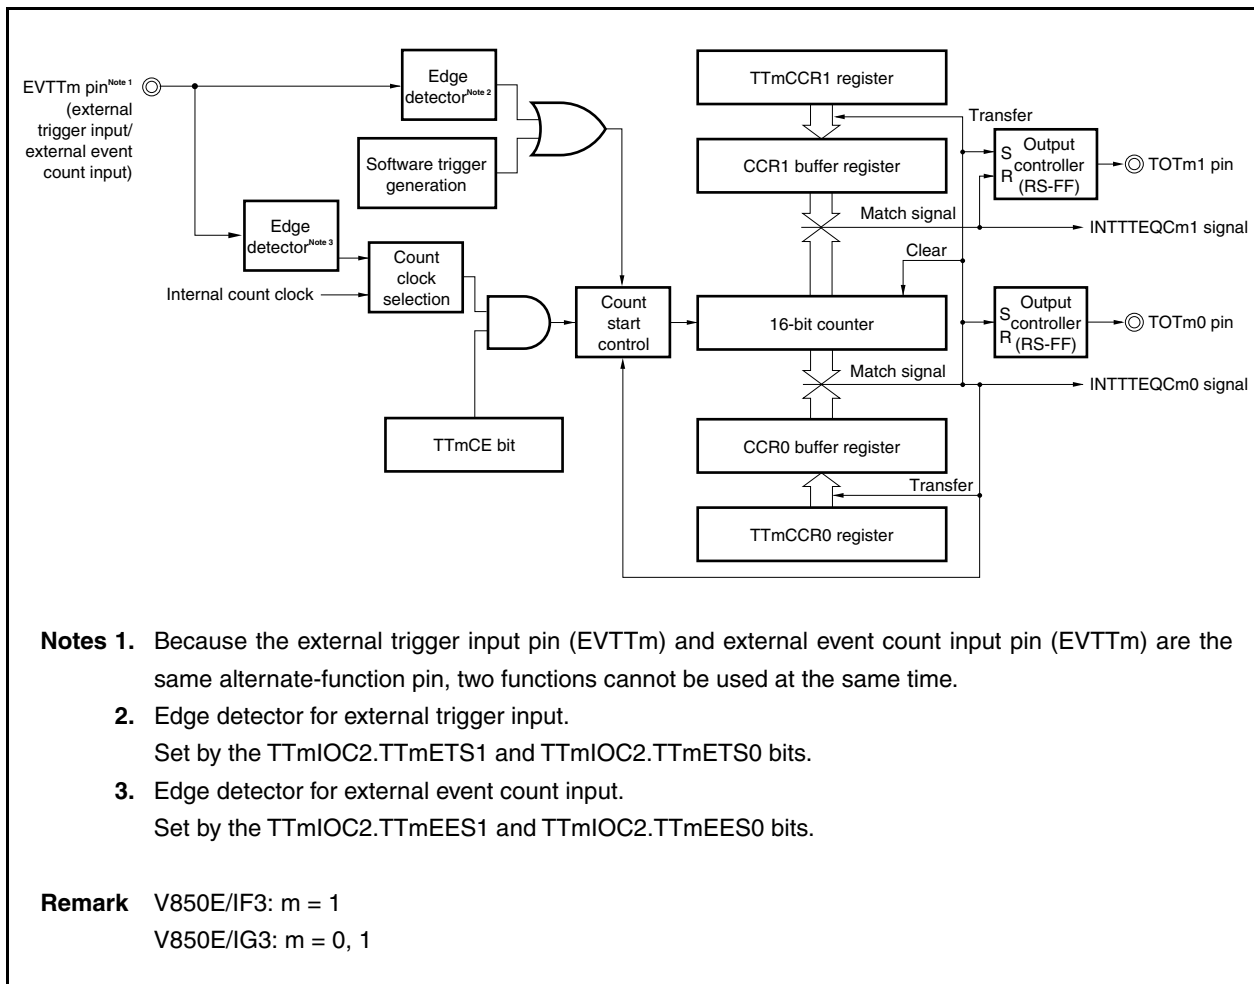 EVTTm pin Note 1
(external
trigger input/
external event
count input)
Edge
detector Note 2
Software trigger
generation
Edge
detector Note 3
Internal count clock
Count
clock
selection
TTmCE bit
Count
start
control
TTmCCR1 register
Transfer
CCR1 buffer register
Match signal
Clear
16-bit counter
Match signal
CCR0 buffer register
Transfer
TTmCCR0 register
S
R
Output
controller
(RS-FF)
TOTm1 pin
INTTTEQCm1 signal
S
R
Output
controller
(RS-FF)
TOTm0 pin
INTTTEQCm0 signal
Notes 1. Because the external trigger input pin (EVTTm) and external event count input pin (EVTTm) are the
same alternate-function pin, two functions cannot be used at the same time.
2. Edge detector for external trigger input.
Set by the TTmIOC2.TTmETS1 and TTmIOC2.TTmETS0 bits.
3. Edge detector for external event count input.
Set by the TTmIOC2.TTmEES1 and TTmIOC2.TTmEES0 bits.
Remark V850E/IF3: m = 1
V850E/IG3: m = 0, 1